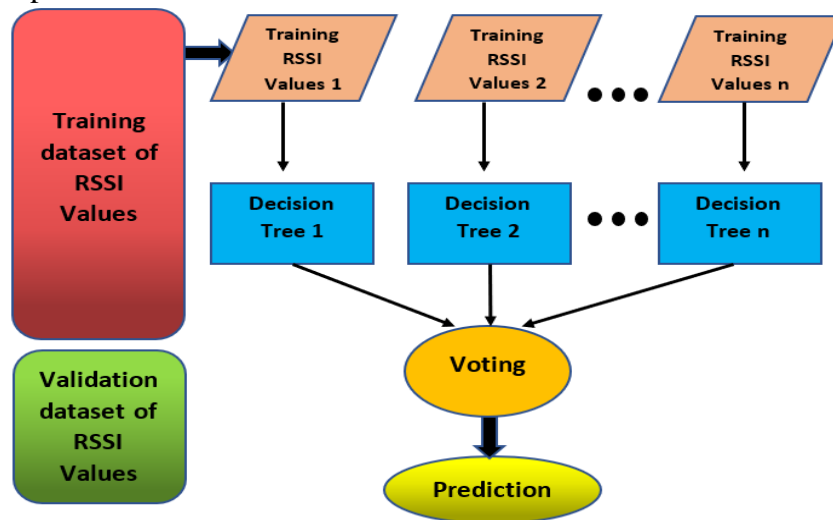 Training
dataset of
RSSI
Values
Training
RSSI
Values 1
Training
RSSI
Values 2
Training
RSSI
Values n
Decision
Tree 1
Decision
Tree 2
Decision
Tree n
Voting
Validation
dataset of
RSSI
Values
Prediction